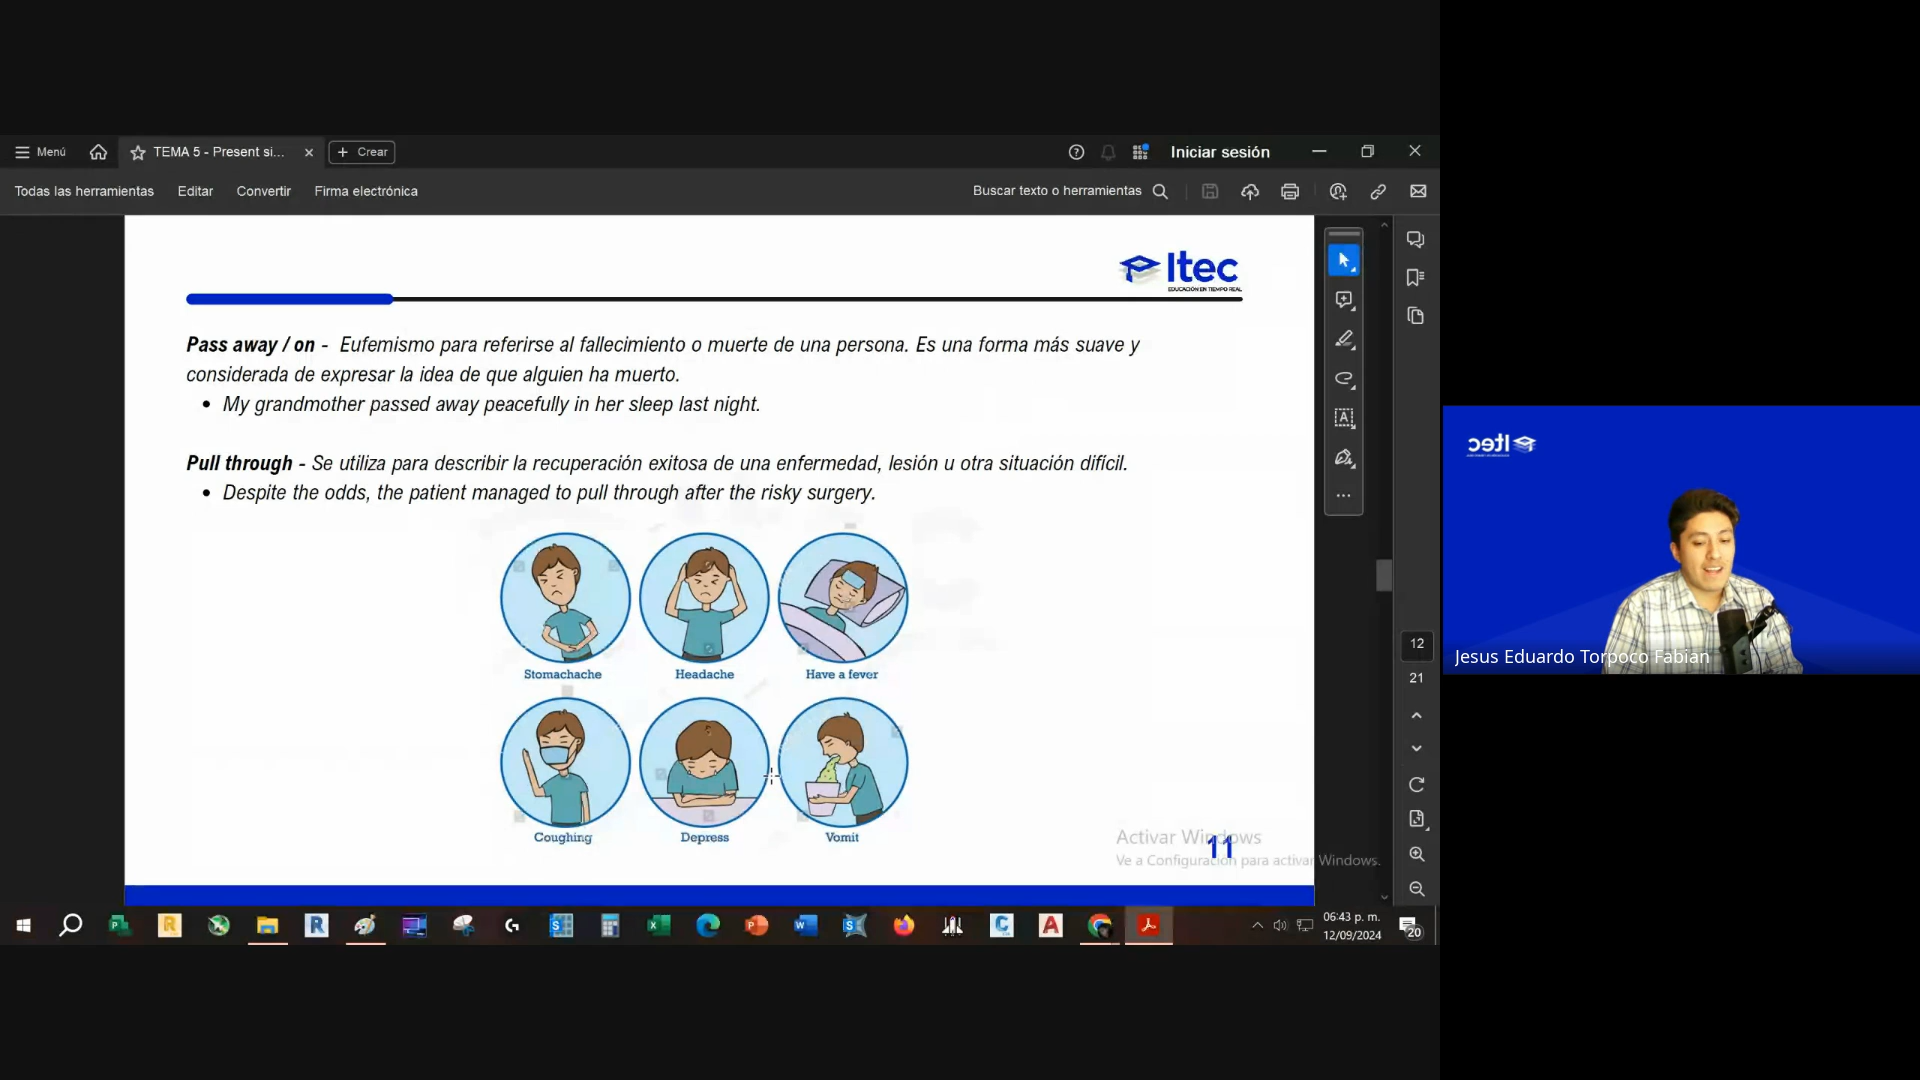 Menú
TEMA 5 - Present si...
Crear
Iniciar sesión
Todas las herramientas
Editar
Convertir
Firma electrónica
Buscar texto o herramientas
Itec
EDUCACIÓN EN TIEMPO REAL
Pass away / on - Eufemismo para referirse al fallecimiento o muerte de una persona. Es una forma más suave y
considerada de expresar la idea de que alguien ha muerto.
• My grandmother passed away peacefully in her sleep last night.
Pull through - Se utiliza para describir la recuperación exitosa de una enfermedad, lesión u otra situación difícil.
• Despite the odds, the patient managed to pull through after the risky surgery.
Stomachache
Headache
Have a fever
Coughing
Depress
Vomit
11
Activar Windows
Ve a Configuración para activar Windows.
12
21
06:43 p. m.
12/09/2024
20
Itec
Jesus Eduardo Torpoco Fabian